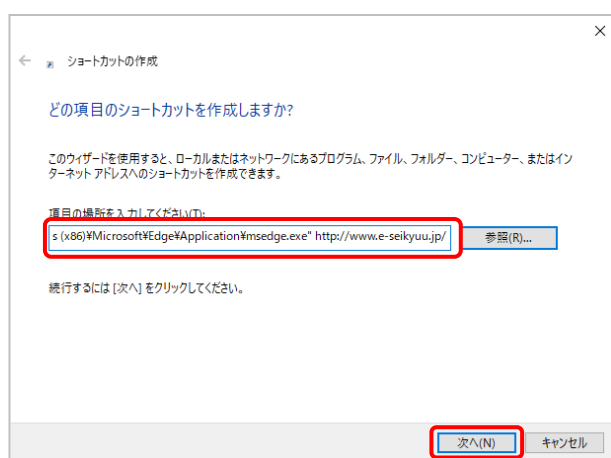 ショートカットの作成
どの項目のショートカットを作成しますか?
このウィザードを使用すると、ローカルまたはネットワークにあるプログラム、ファイル、フォルダー、コンピューター、またはイン
ターネット アドレスへのショートカットを作成できます。
項目の場所を入力してください(T):
s (x86)¥Microsoft¥Edge¥Application¥msedge.exe" http://www.e-seikyuu.jp/
参照(R)...
続行するには [次へ] をクリックしてください。
次へ(N)
キャンセル